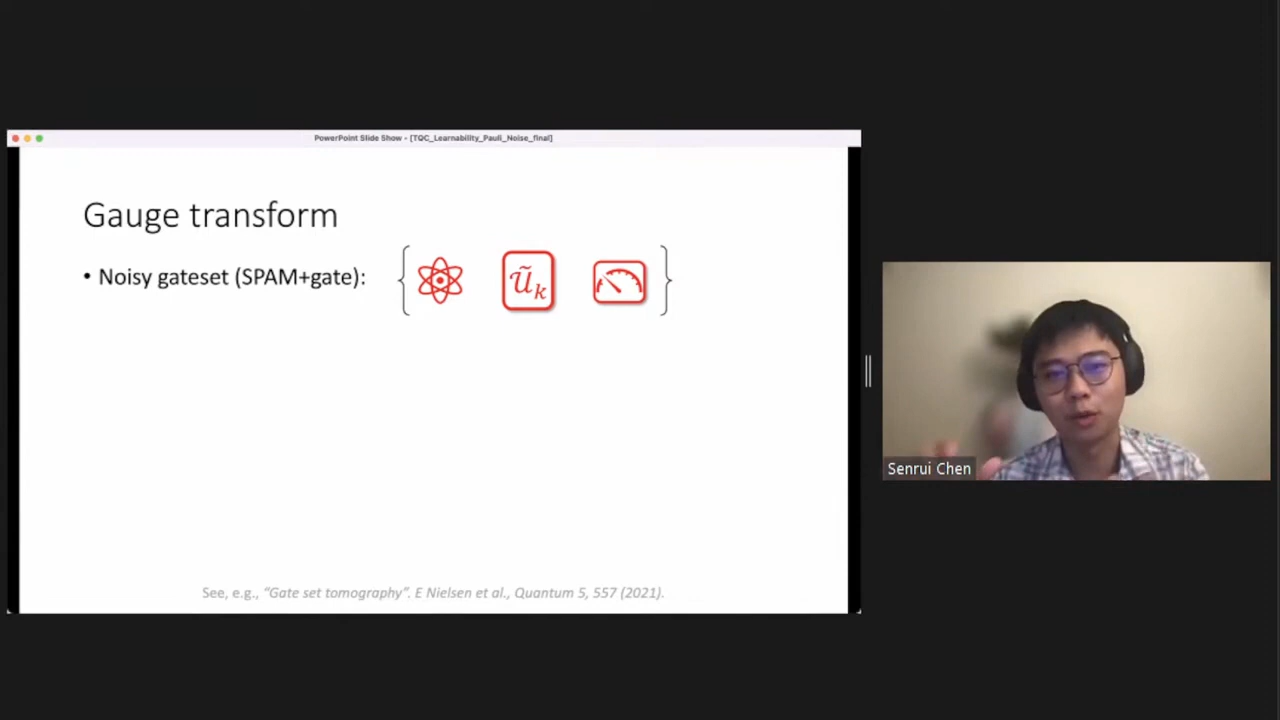 PowerPoint Slide Show - [TQC_Learnability_Pauli_Noise_final]
Gauge transform
• Noisy gateset (SPAM+gate):
{ Ũk }
See, e.g., “Gate set tomography”. E Nielsen et al., Quantum 5, 557 (2021).
Senrui Chen